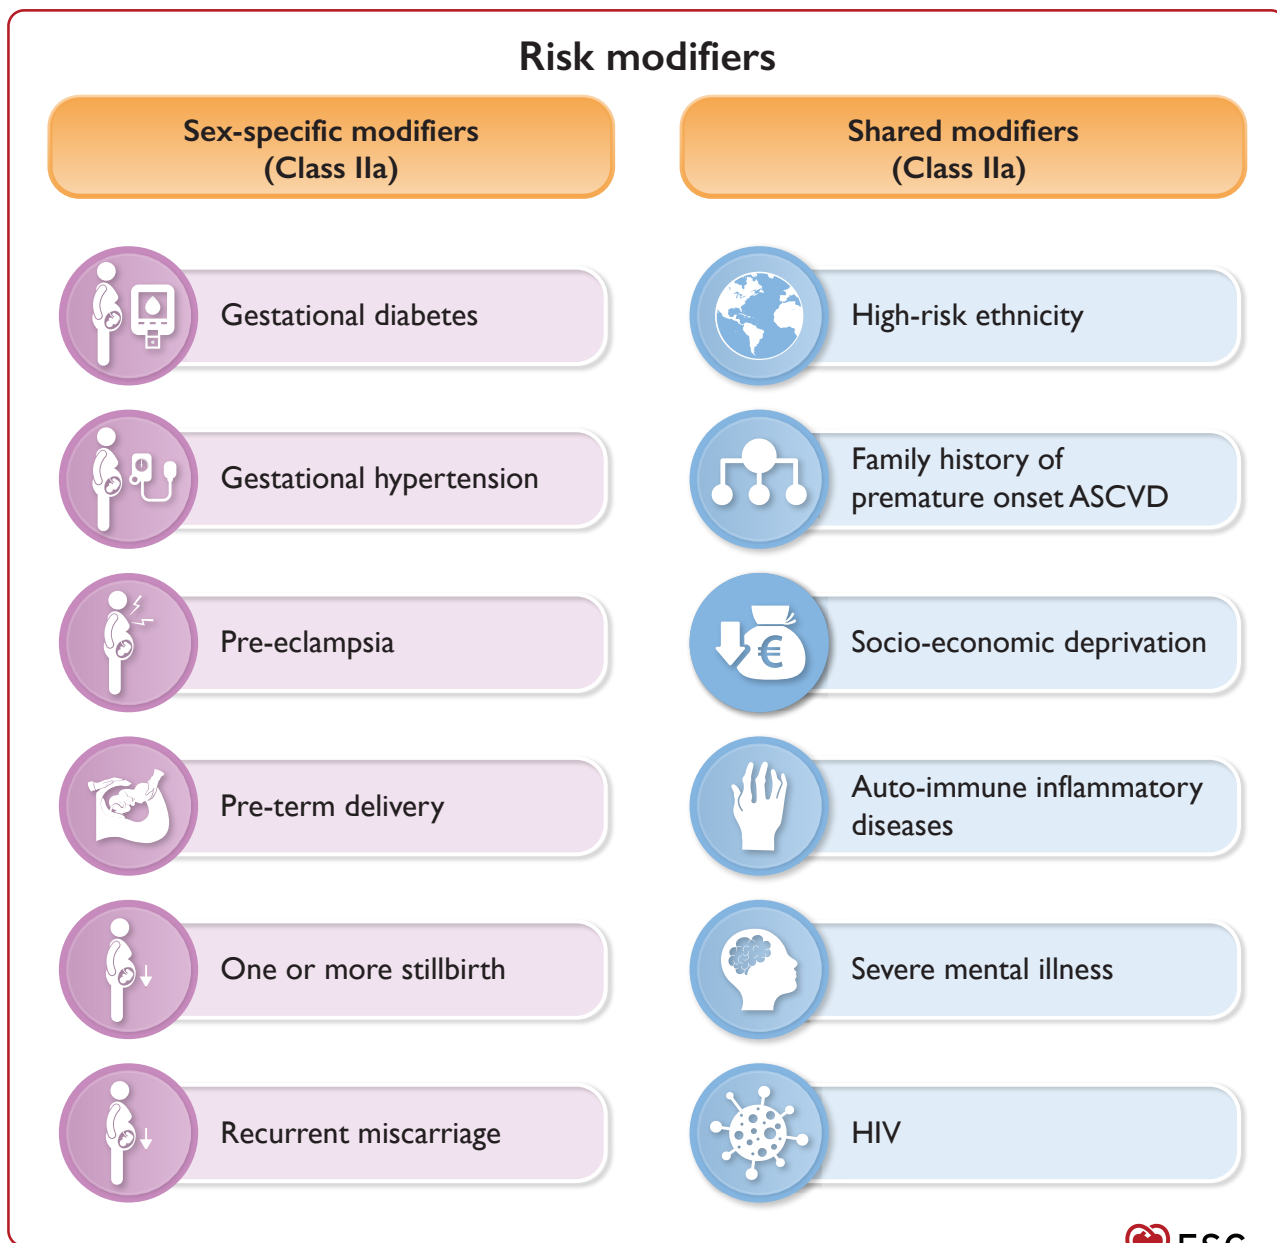 Risk modifiers
Sex-specific modifiers
(Class IIa)
Gestational diabetes
Gestational hypertension
Pre-eclampsia
Pre-term delivery
One or more stillbirth
Recurrent miscarriage
Shared modifiers
(Class IIa)
High-risk ethnicity
Family history of
premature onset ASCVD
€
Socio-economic deprivation
Auto-immune inflammatory
diseases
Severe mental illness
HIV
ESC